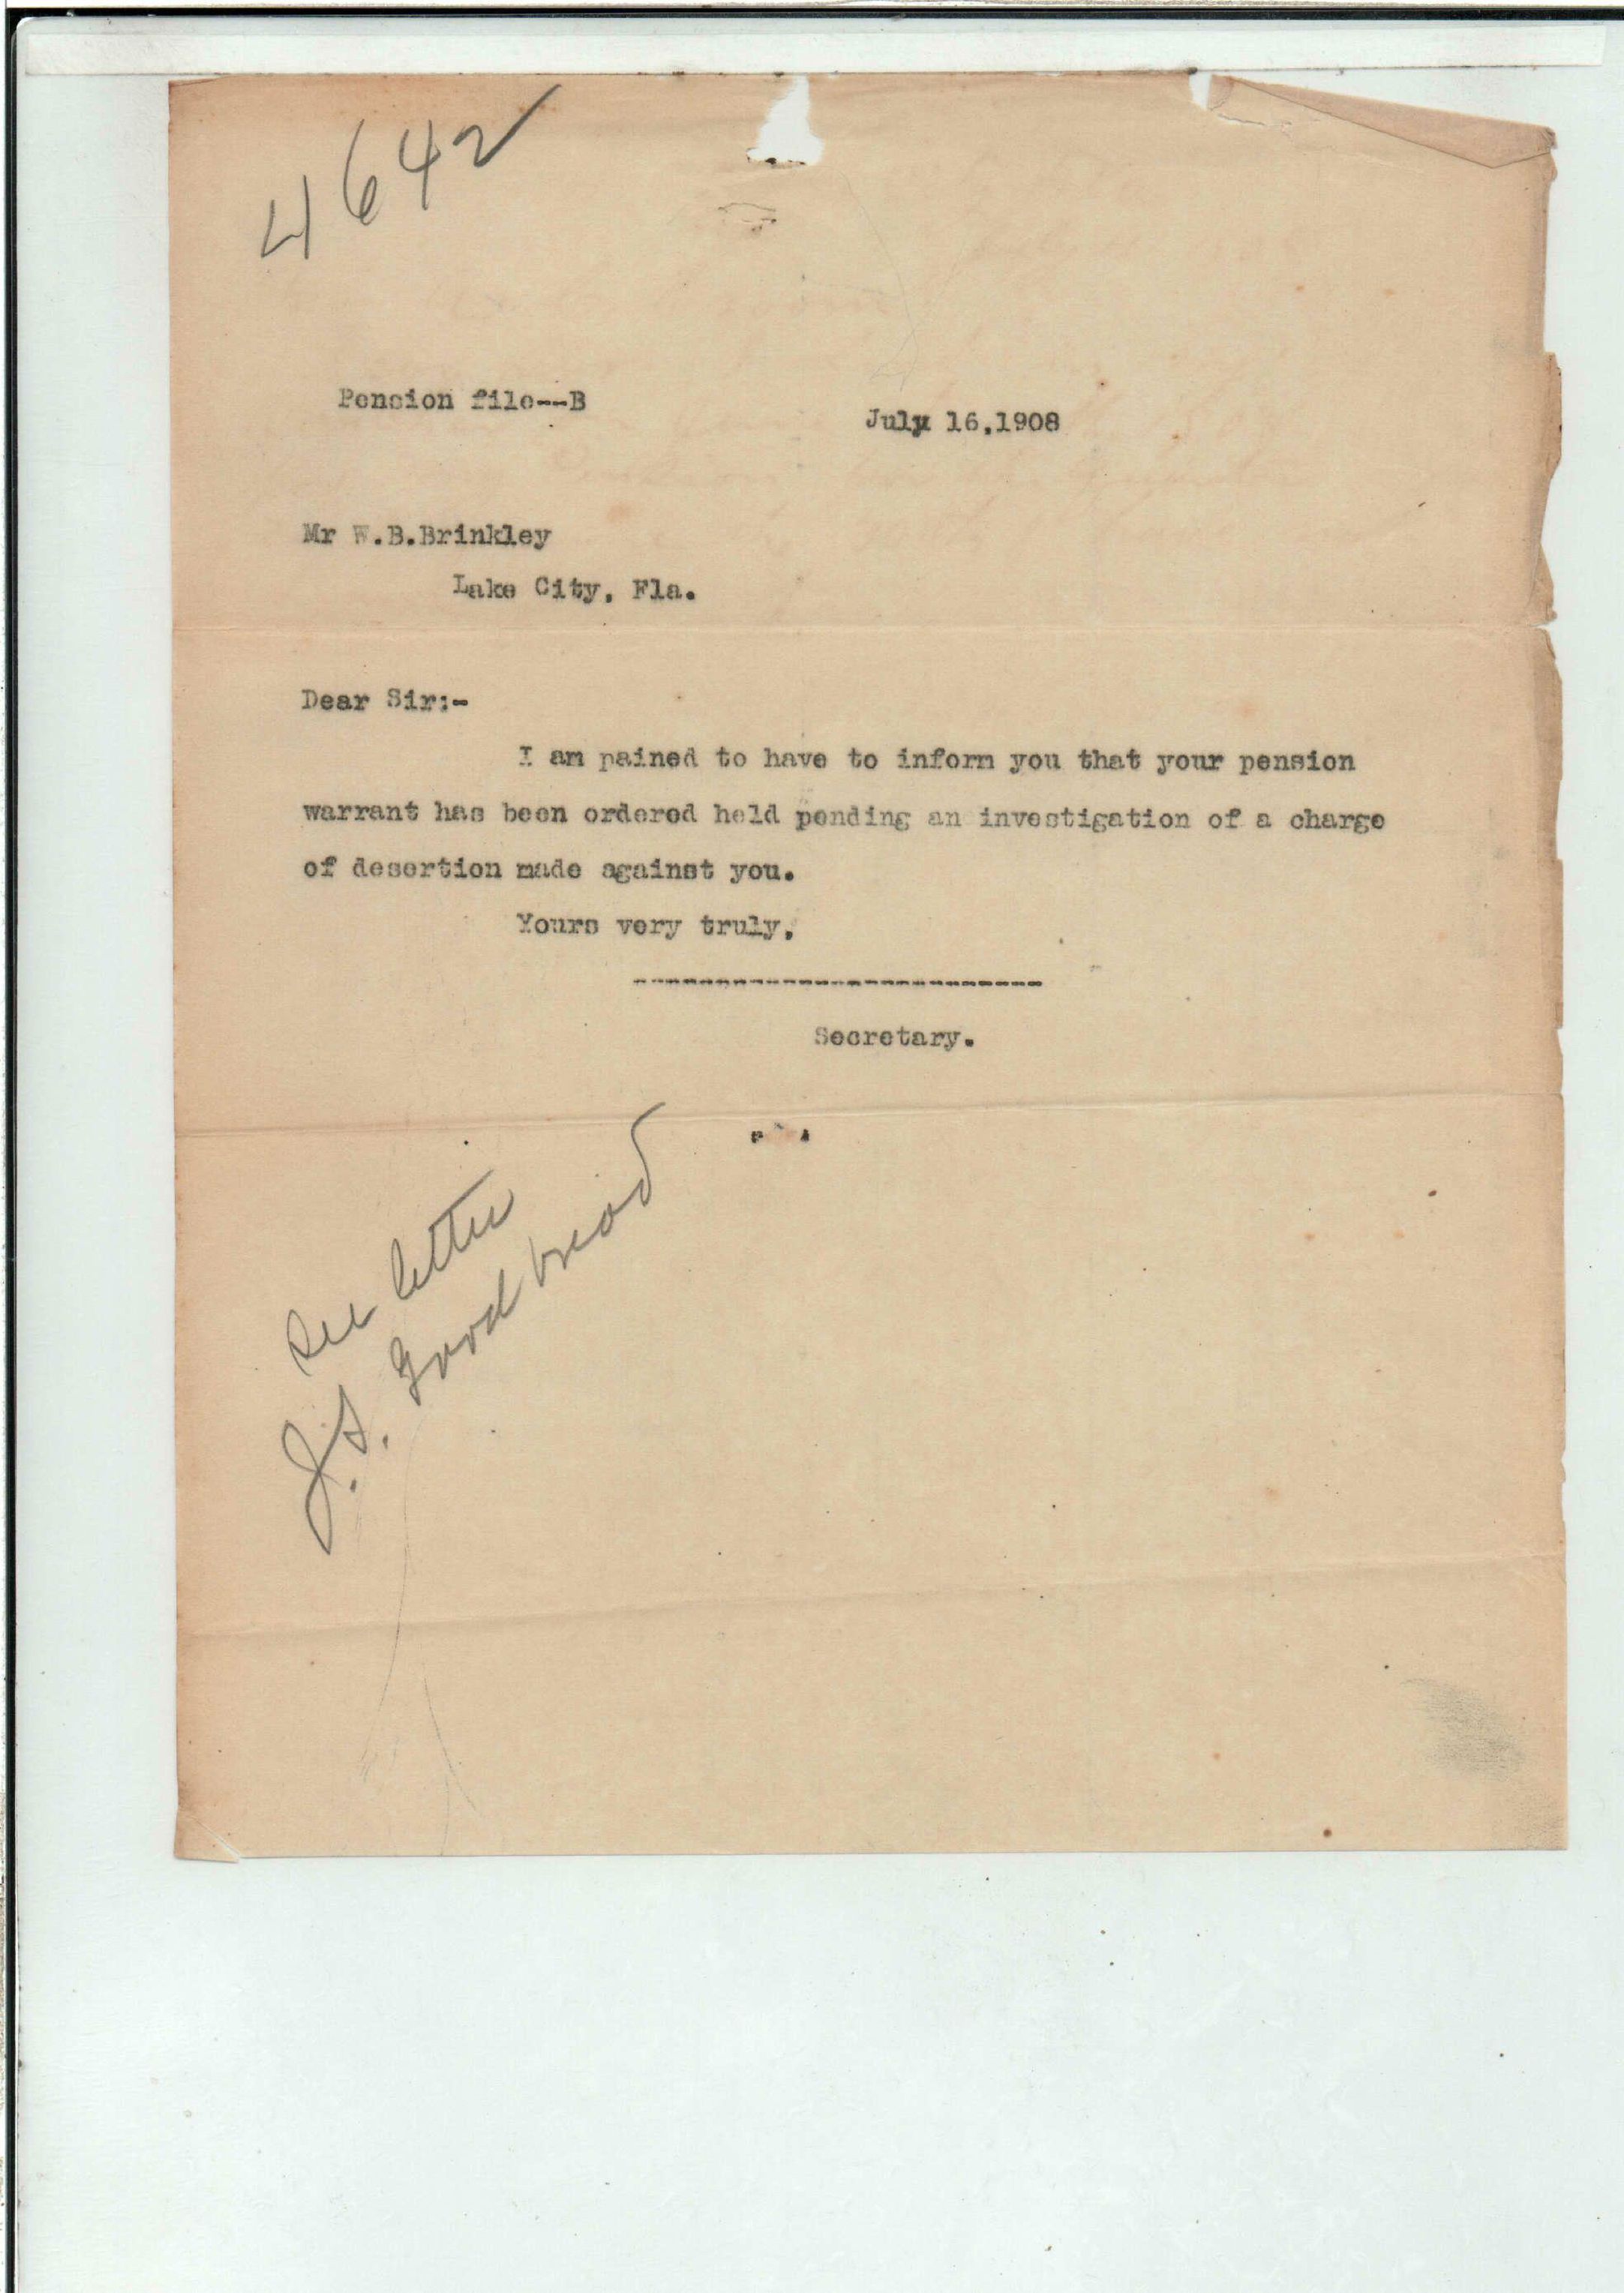 4642
Pension file--B
July 16,1908
Mr W.B.Brinkley
Lake City, Fla.
Dear Sir:-
I am pained to have to inform you that your pension
warrant has been ordered held pending an investigation of a charge
of desertion made against you.
Yours very truly,
-------------------------
Secretary.
See letter
J.S. Goodbread